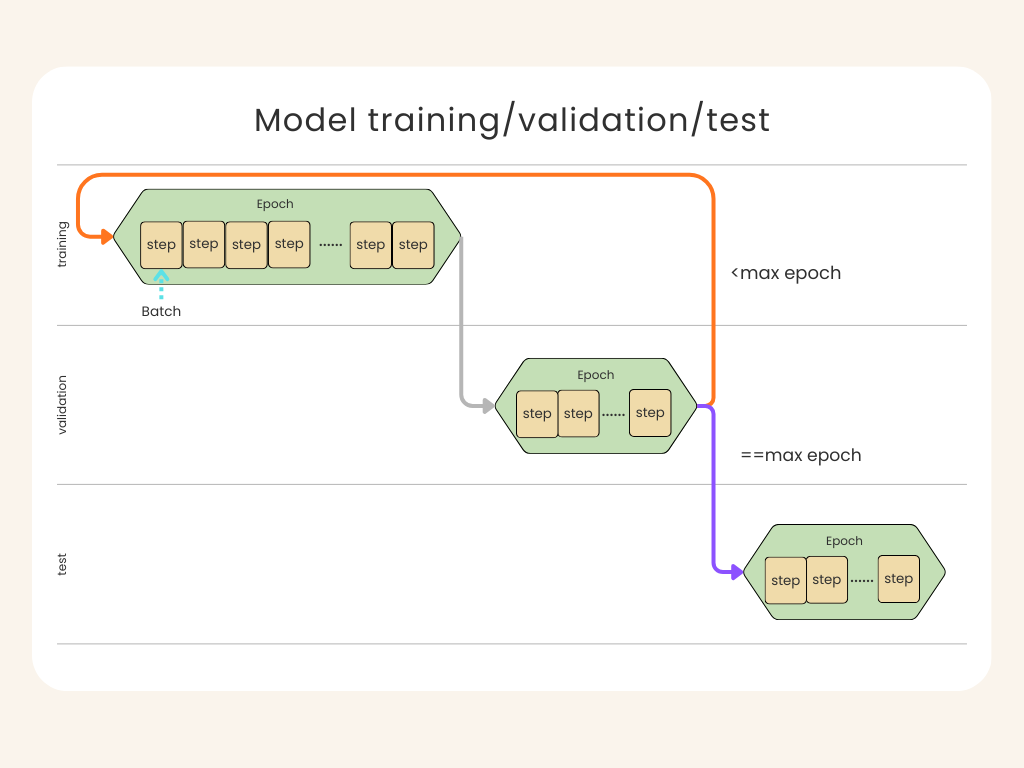 Model training/validation/test
training
Epoch
step step step step ...... step step
Batch
<max epoch
validation
Epoch
step step ...... step
==max epoch
test
Epoch
step step ...... step